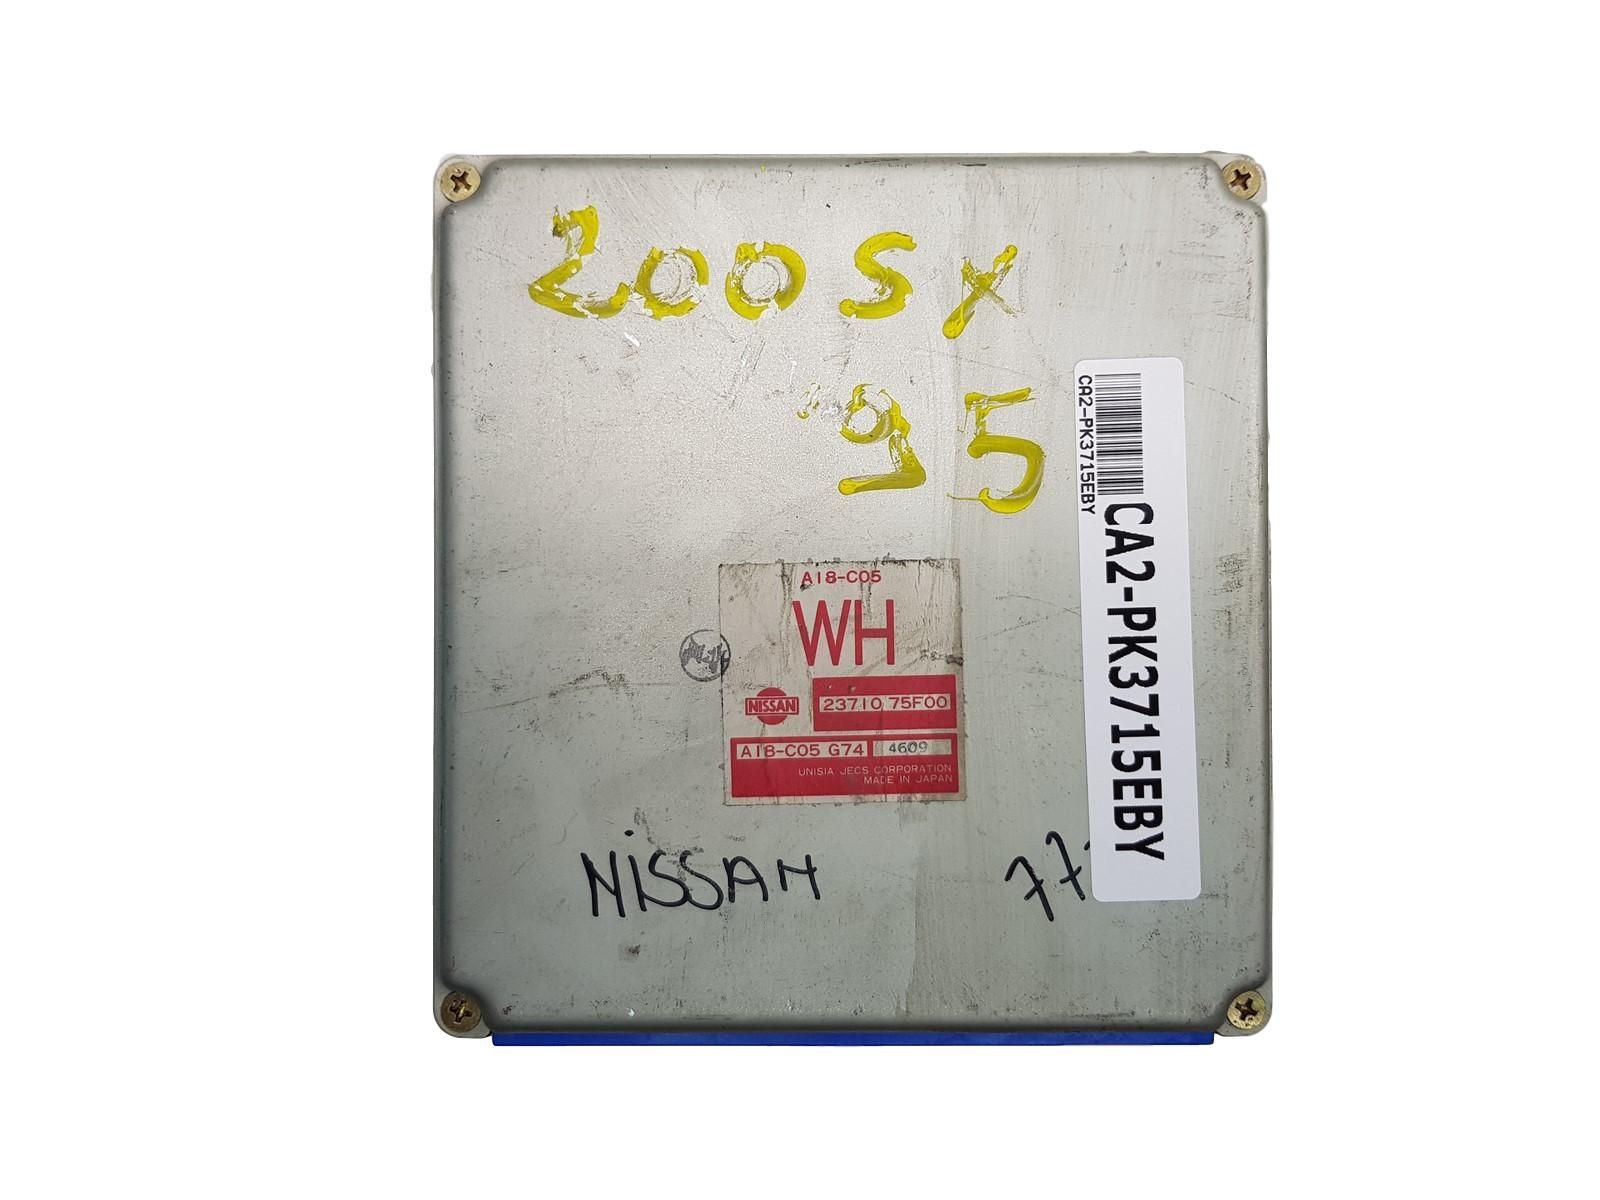 200SX
95
CA2-PK3715EBY
CA2-PK3715EBY
A18-C05
WH
NISSAN
23710 75F00
A18-C05 G74 4609
UNISIA JECS CORPORATION
MADE IN JAPAN
NISSAN
77